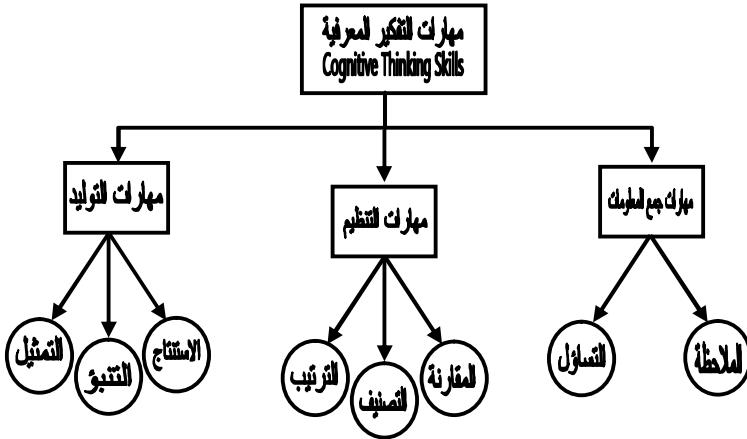 مهارات التفكير المعرفية
Cognitive Thinking Skills
مهارات جمع المعلومات
مهارات التنظيم
مهارات التوليد
الملاحظة
التساؤل
المقارنة
التصنيف
الترتيب
الاستنتاج
التنبؤ
التمثيل